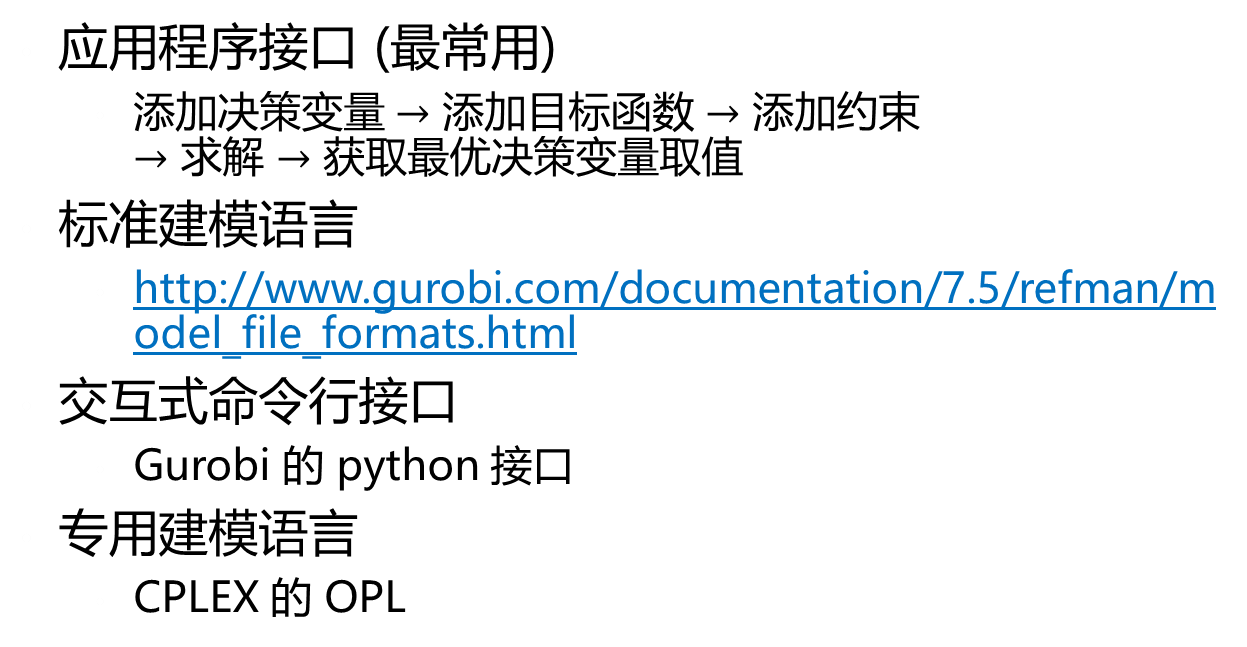 应用程序接口 (最常用)
添加决策变量 → 添加目标函数 → 添加约束
→ 求解 → 获取最优决策变量取值
标准建模语言
http://www.gurobi.com/documentation/7.5/refman/m
odel_file_formats.html
交互式命令行接口
Gurobi 的 python 接口
专用建模语言
CPLEX 的 OPL